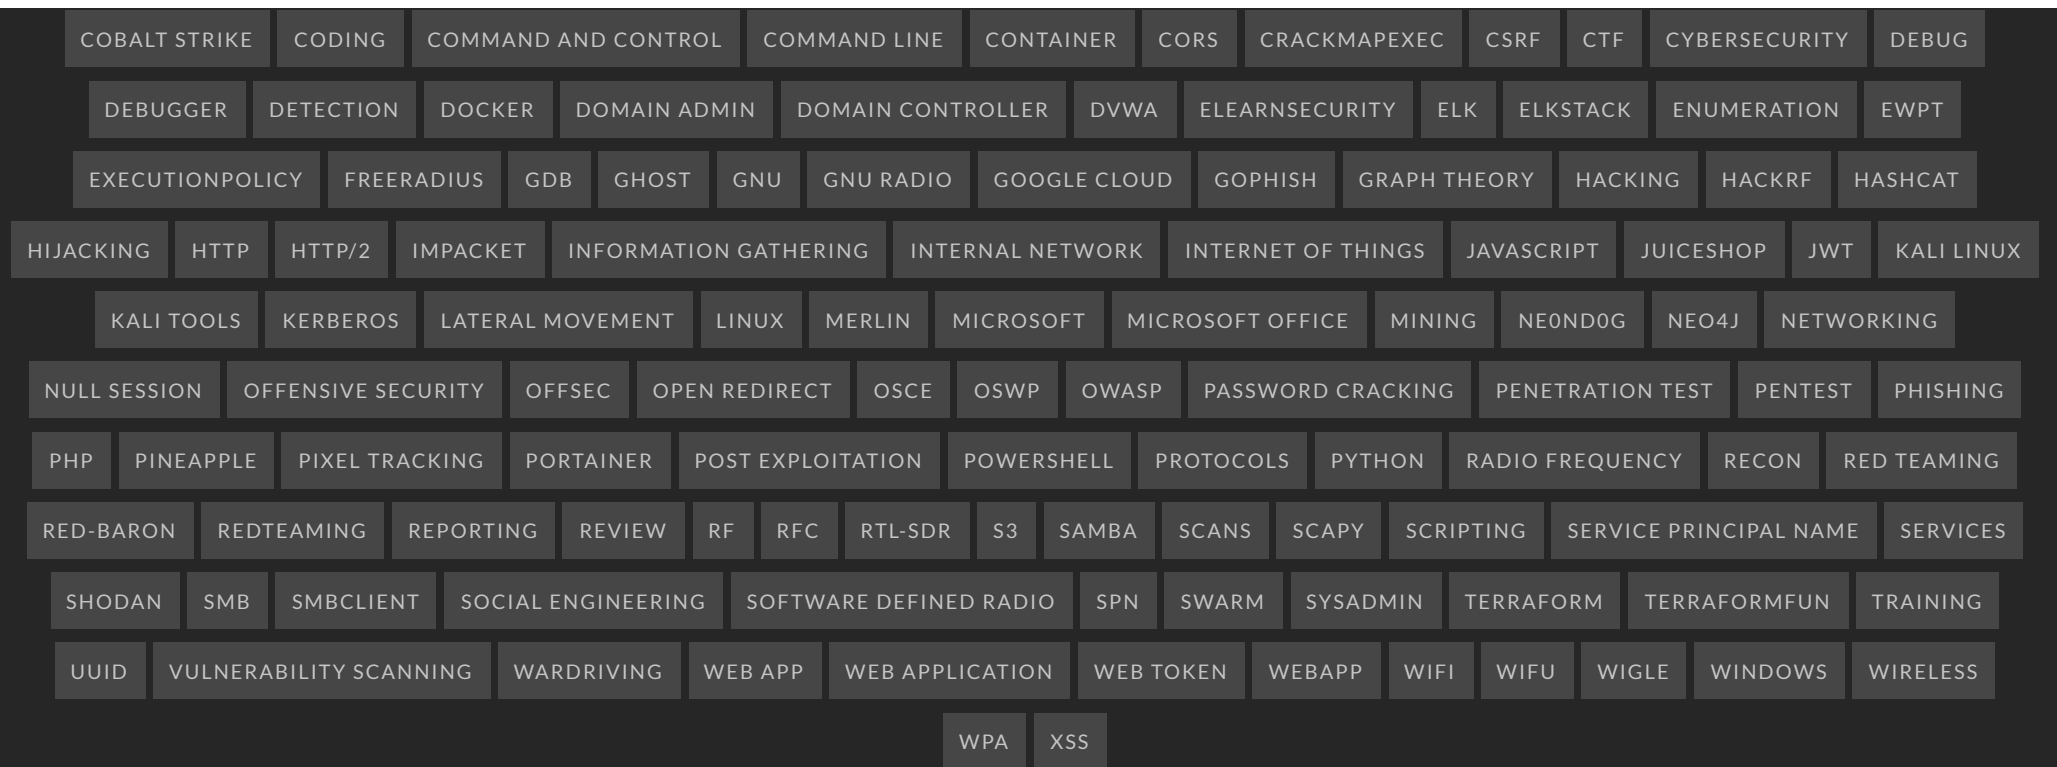 COBALT STRIKE CODING COMMAND AND CONTROL COMMAND LINE CONTAINER CORS CRACKMAPEXEC CSRF CTF CYBERSECURITY DEBUG
DEBUGGER DETECTION DOCKER DOMAIN ADMIN DOMAIN CONTROLLER DVWA ELEARNSECURITY ELK ELKSTACK ENUMERATION EWPT
EXECUTIONPOLICY FREERADIUS GDB GHOST GNU GNU RADIO GOOGLE CLOUD GOPHISH GRAPH THEORY HACKING HACKRF HASHCAT
HIJACKING HTTP HTTP/2 IMPACKET INFORMATION GATHERING INTERNAL NETWORK INTERNET OF THINGS JAVASCRIPT JUICESHOP JWT KALI LINUX
KALI TOOLS KERBEROS LATERAL MOVEMENT LINUX MERLIN MICROSOFT MICROSOFT OFFICE MINING NE0ND0G NEO4J NETWORKING
NULL SESSION OFFENSIVE SECURITY OFFSEC OPEN REDIRECT OSCE OSWP OWASP PASSWORD CRACKING PENETRATION TEST PENTEST PHISHING
PHP PINEAPPLE PIXEL TRACKING PORTAINER POST EXPLOITATION POWERSHELL PROTOCOLS PYTHON RADIO FREQUENCY RECON RED TEAMING
RED-BARON REDTEAMING REPORTING REVIEW RF RFC RTL-SDR S3 SAMBA SCANS SCAPY SCRIPTING SERVICE PRINCIPAL NAME SERVICES
SHODAN SMB SMBCLIENT SOCIAL ENGINEERING SOFTWARE DEFINED RADIO SPN SWARM SYSADMIN TERRAFORM TERRAFORMFUN TRAINING
UUID VULNERABILITY SCANNING WARDRIVING WEB APP WEB APPLICATION WEB TOKEN WEBAPP WIFI WIFU WIGLE WINDOWS WIRELESS
WPA XSS